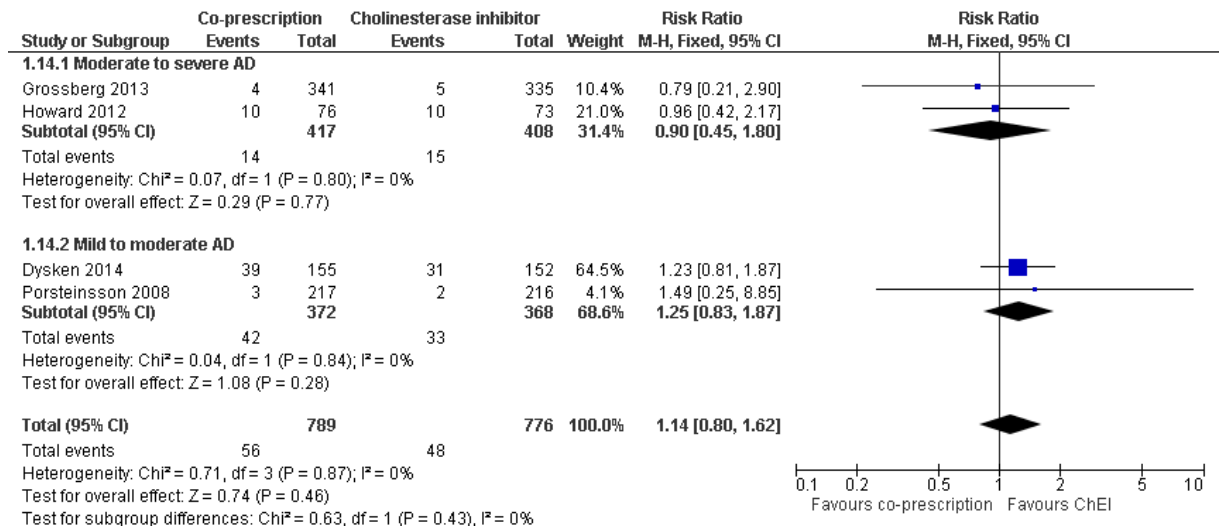 Co-prescription Cholinesterase inhibitor Risk Ratio Risk Ratio
Study or Subgroup Events Total Events Total Weight M-H, Fixed, 95% CI M-H, Fixed, 95% CI
1.14.1 Moderate to severe AD
Grossberg 2013 4 341 5 335 10.4% 0.79 [0.21, 2.90]
Howard 2012 10 76 10 73 21.0% 0.96 [0.42, 2.17]
Subtotal (95% CI) 417 408 31.4% 0.90 [0.45, 1.80]
Total events 14 15
Heterogeneity: Chi² = 0.07, df = 1 (P = 0.80); I² = 0%
Test for overall effect: Z = 0.29 (P = 0.77)
1.14.2 Mild to moderate AD
Dysken 2014 39 155 31 152 64.5% 1.23 [0.81, 1.87]
Porsteinsson 2008 3 217 2 216 4.1% 1.49 [0.25, 8.85]
Subtotal (95% CI) 372 368 68.6% 1.25 [0.83, 1.87]
Total events 42 33
Heterogeneity: Chi² = 0.04, df = 1 (P = 0.84); I² = 0%
Test for overall effect: Z = 1.08 (P = 0.28)
Total (95% CI) 789 776 100.0% 1.14 [0.80, 1.62]
Total events 56 48
Heterogeneity: Chi² = 0.71, df = 3 (P = 0.87); I² = 0%
Test for overall effect: Z = 0.74 (P = 0.46)
Test for subgroup differences: Chi² = 0.63, df = 1 (P = 0.43), I² = 0%
0.1 0.2 0.5 1 2 5 10
Favours co-prescription Favours ChEI